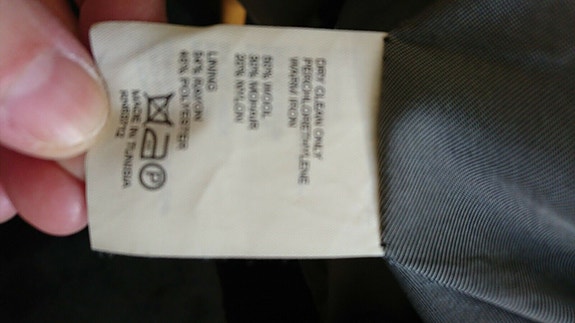 DRY CLEAN ONLY
PERCHLORETHYLENE
WARM IRON
50% WOOL
30% MOHAIR
20% NYLON
LINING
54% RAYON
46% POLYESTER
P
MADE IN TUNISIA